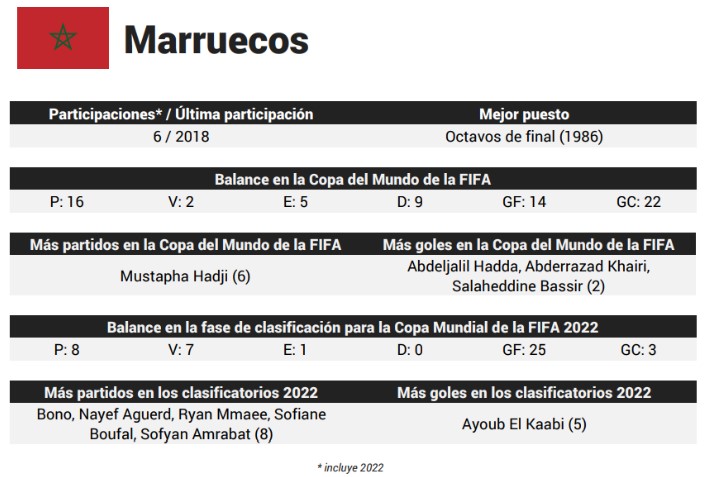 Marruecos
Participaciones* / Última participación
Mejor puesto
6 / 2018
Octavos de final (1986)
Balance en la Copa del Mundo de la FIFA
P: 16 V: 2 E: 5 D: 9 GF: 14 GC: 22
Más partidos en la Copa del Mundo de la FIFA
Más goles en la Copa del Mundo de la FIFA
Mustapha Hadji (6)
Abdeljalil Hadda, Abderrazad Khairi,
Salaheddine Bassir (2)
Balance en la fase de clasificación para la Copa Mundial de la FIFA 2022
P: 8 V: 7 E: 1 D: 0 GF: 25 GC: 3
Más partidos en los clasificatorios 2022
Más goles en los clasificatorios 2022
Bono, Nayef Aguerd, Ryan Mmaee, Sofiane
Boufal, Sofyan Amrabat (8)
Ayoub El Kaabi (5)
* incluye 2022